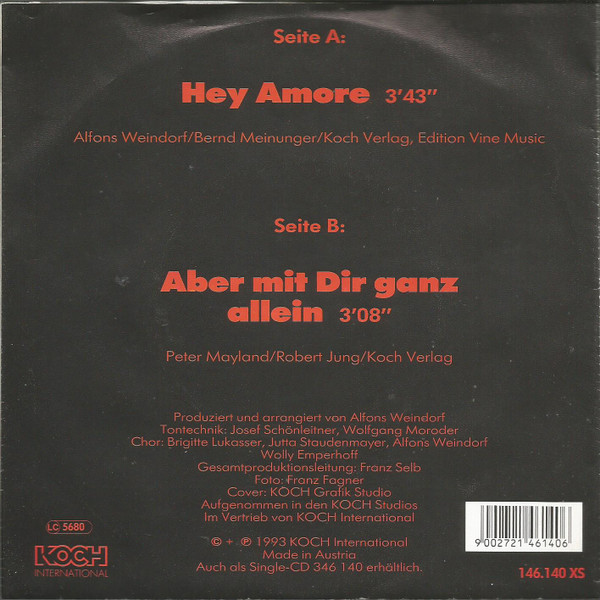 Seite A:
Hey Amore 3'43"
Alfons Weindorf/Bernd Meinunger/Koch Verlag, Edition Vine Music
Seite B:
Aber mit Dir ganz
allein 3'08"
Peter Mayland/Robert Jung/Koch Verlag
Produziert und arrangiert von Alfons Weindorf
Tontechnik: Josef Schönleitner, Wolfgang Moroder
Chor: Brigitte Lukasser, Jutta Staudenmayer, Alfons Weindorf
Wolly Emperhoff
Gesamtproduktionsleitung: Franz Selb
Foto: Franz Fagner
Cover: KOCH Grafik Studio
Aufgenommen in den KOCH Studios
Im Vertrieb von KOCH International
© + ℗ 1993 KOCH International
Made in Austria
Auch als Single-CD 346 140 erhältlich.
LC 5680
KOCH
INTERNATIONAL
9 002721 461406
146.140 XS